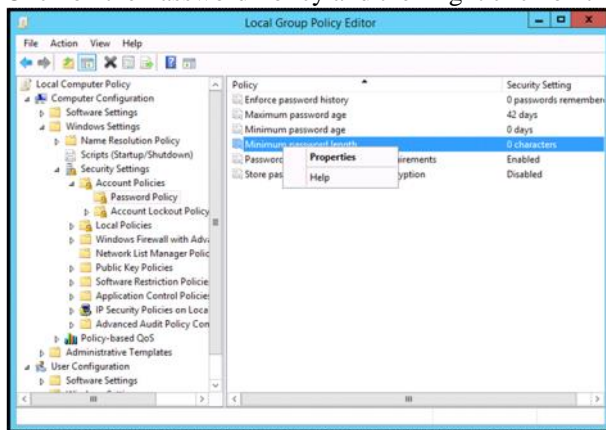 Local Group Policy Editor
File Action View Help
Local Computer Policy
Computer Configuration
Software Settings
Windows Settings
Name Resolution Policy
Scripts (Startup/Shutdown)
Security Settings
Account Policies
Password Policy
Account Lockout Policy
Local Policies
Windows Firewall with Adva
Network List Manager Polic
Public Key Policies
Software Restriction Policie
Application Control Policie
IP Security Policies on Loca
Advanced Audit Policy Con
Policy-based QoS
Administrative Templates
User Configuration
Software Settings
Policy Security Setting
Enforce password history 0 passwords remember
Maximum password age 42 days
Minimum password age 0 days
Minimum password length 0 characters
Password irements Enabled
Store pas yption Disabled
Properties
Help